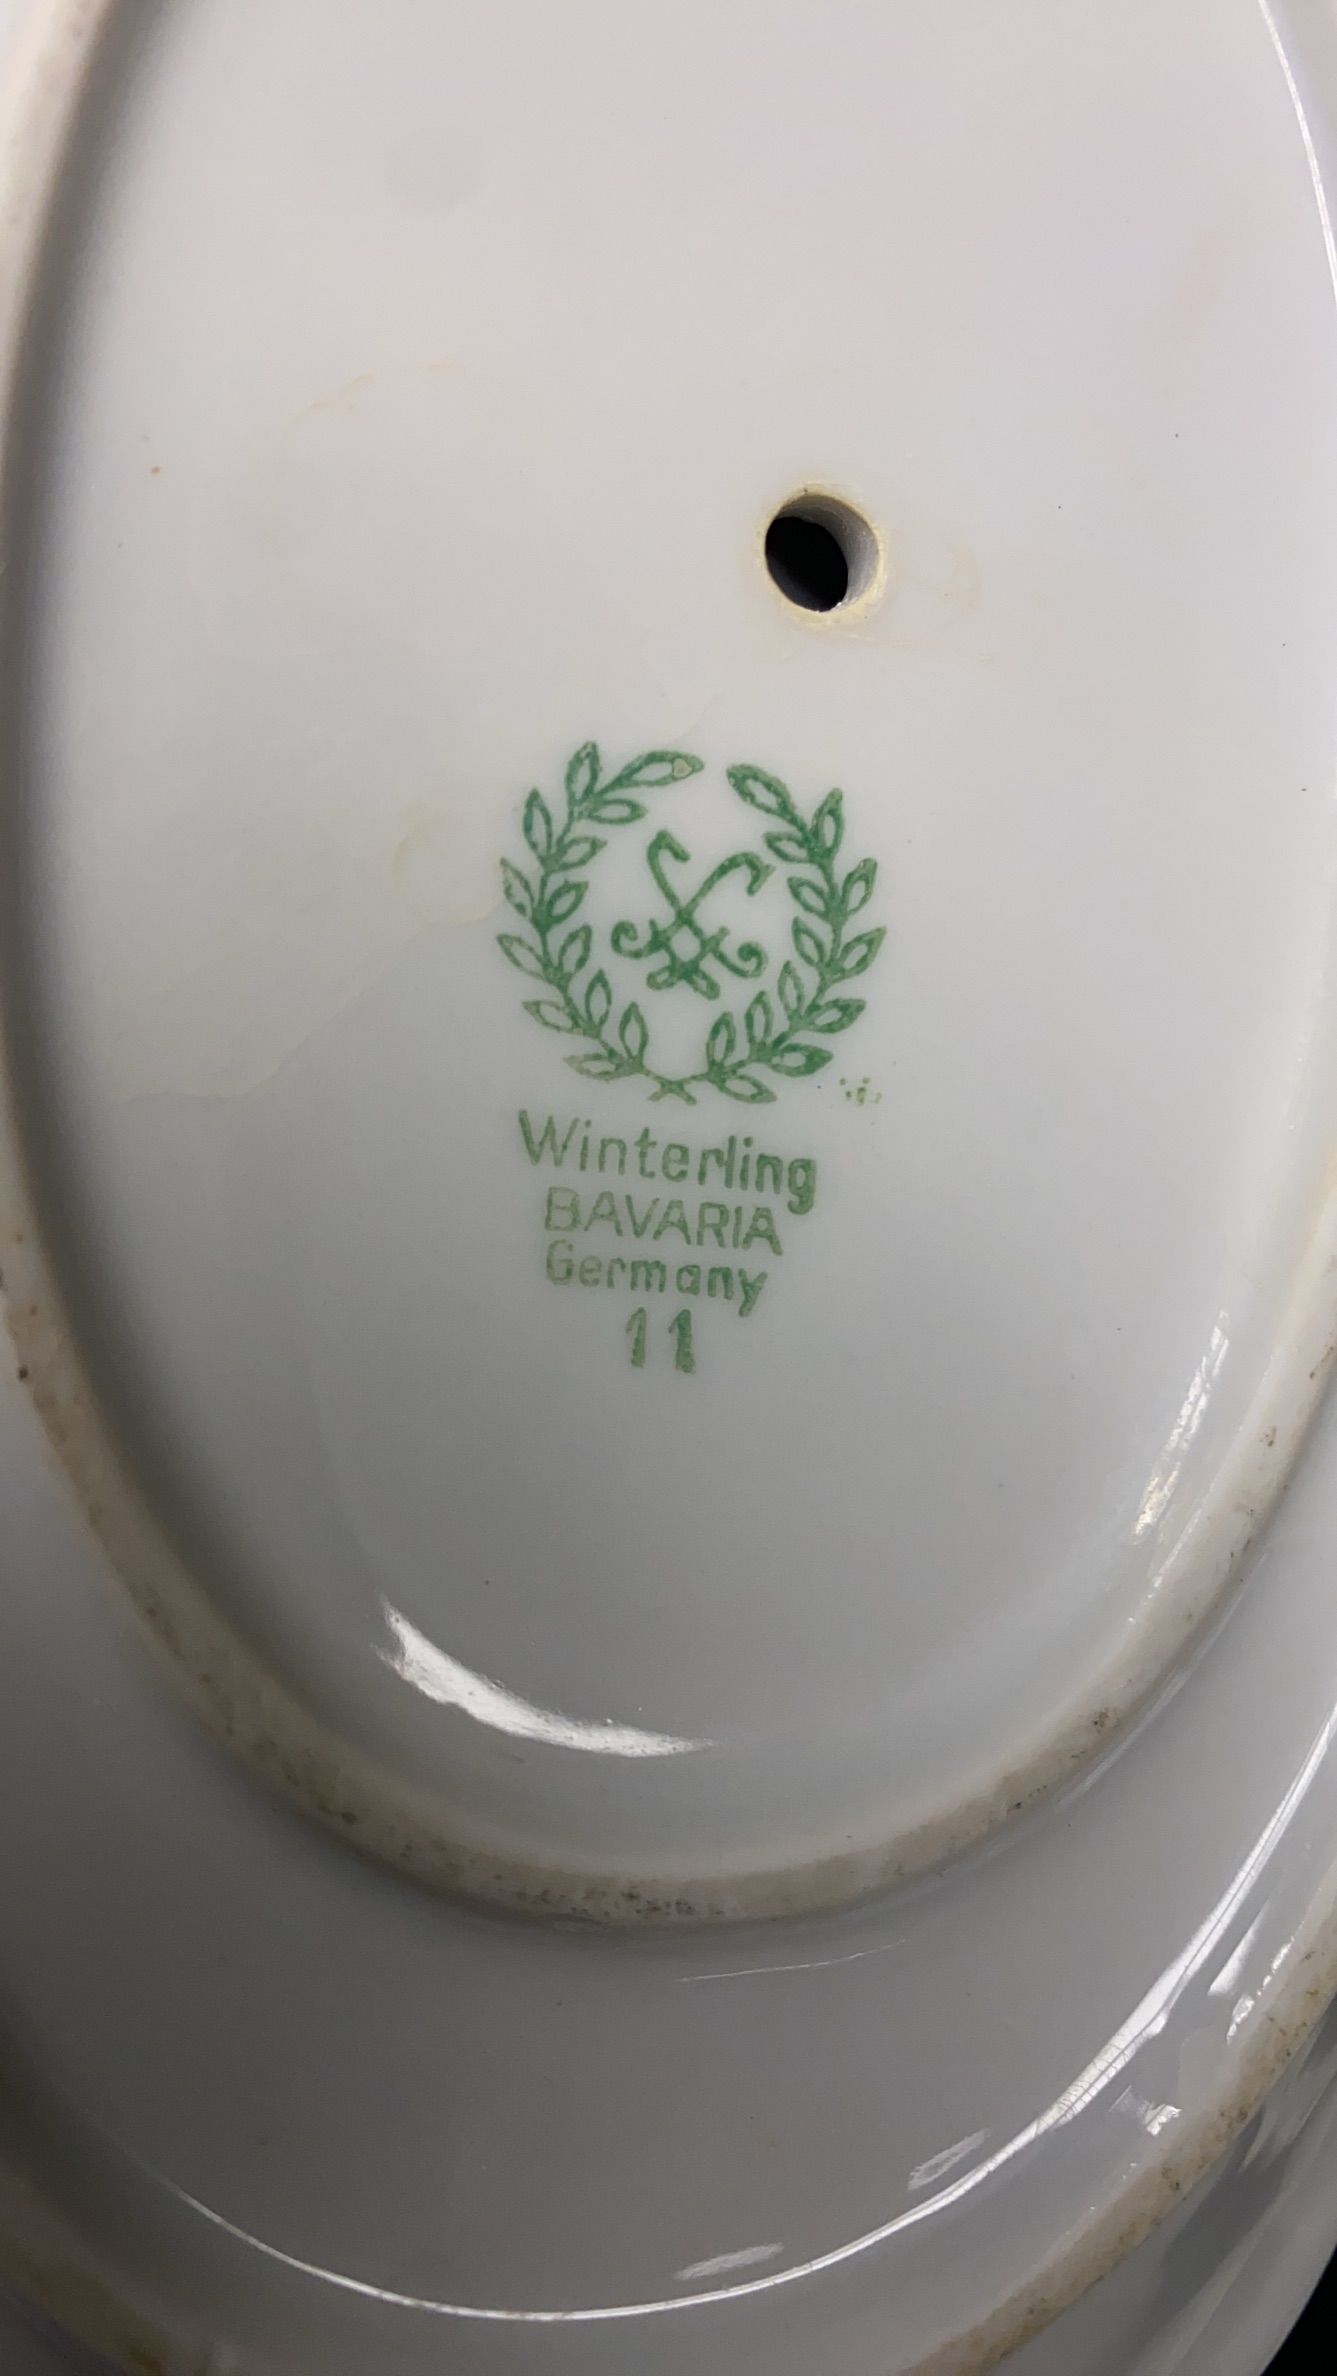 Winterling
BAVARIA
Germany
11